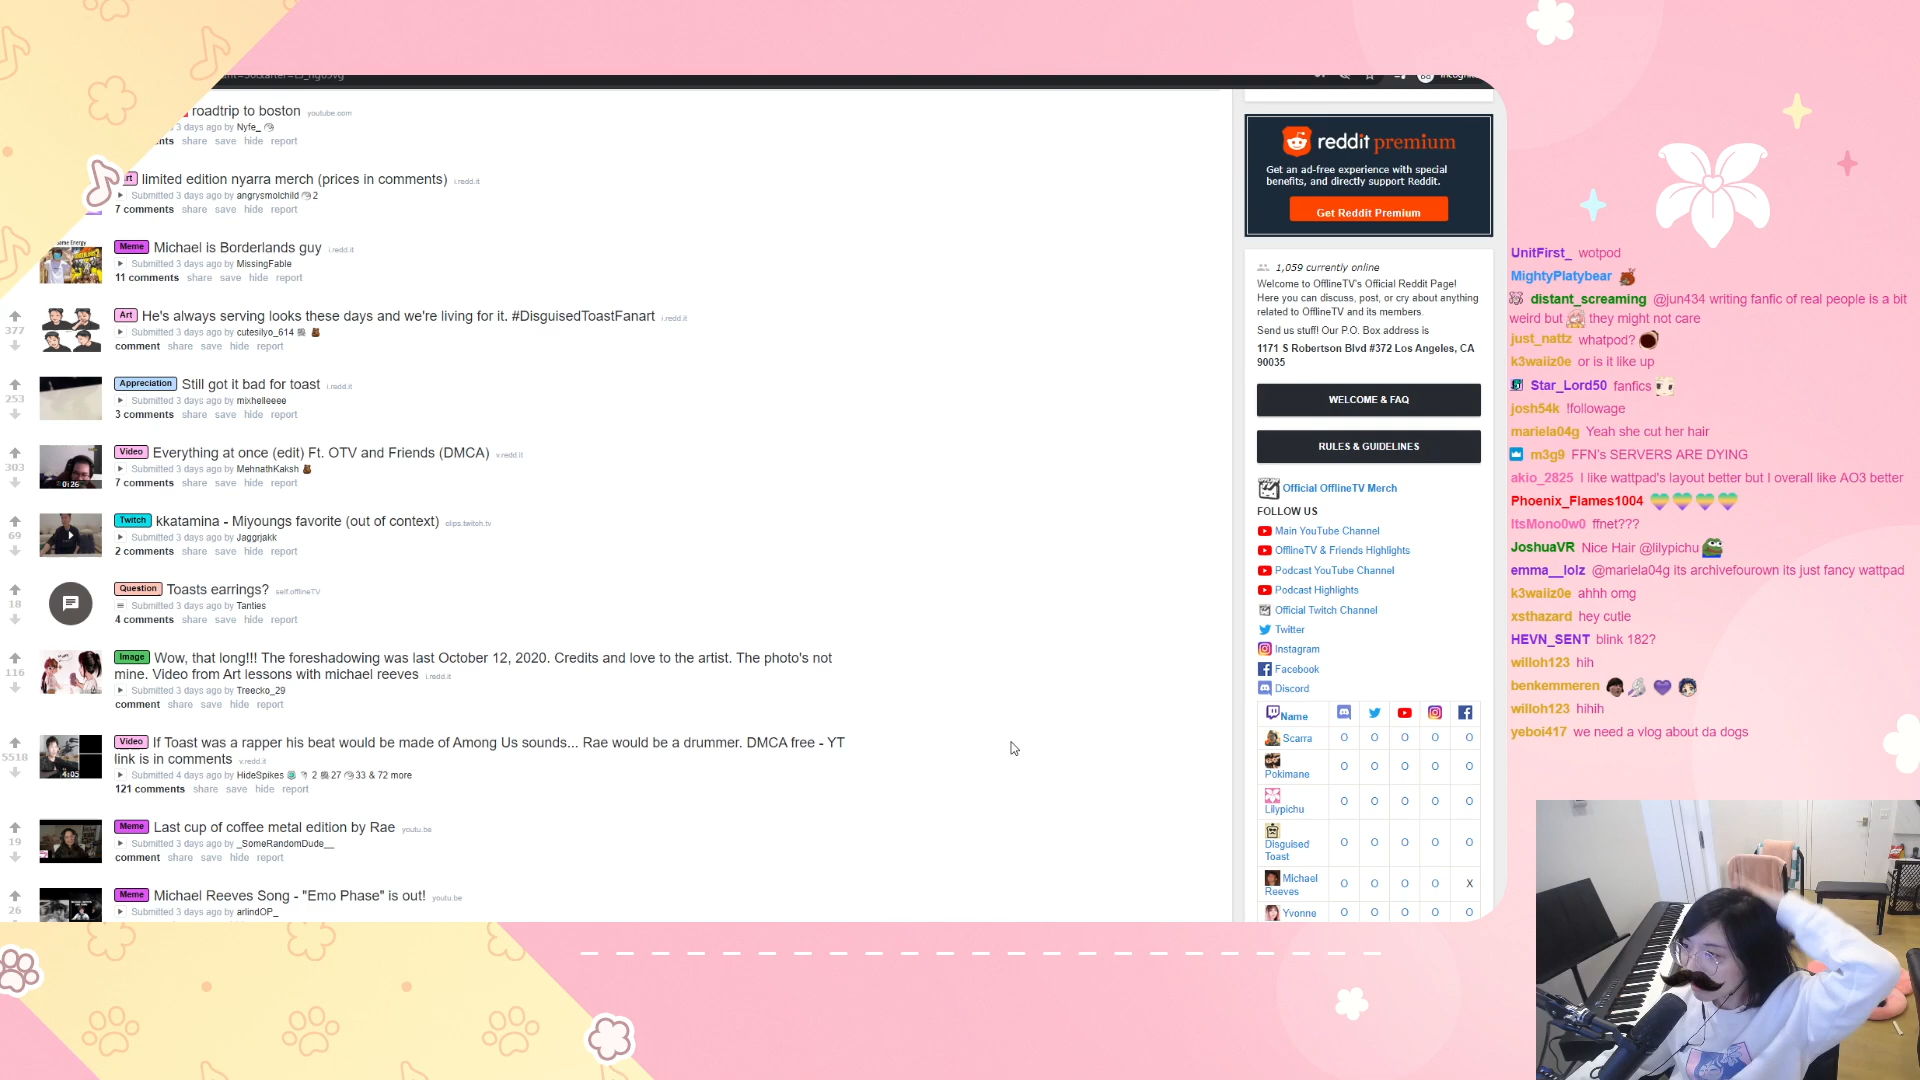 roadtrip to boston youtube.com
3 days ago by Nyfe_
share save hide report
limited edition nyarra merch (prices in comments) i.redd.it
Submitted 3 days ago by angrysmolchild 2
7 comments share save hide report
Meme Michael is Borderlands guy i.redd.it
Submitted 3 days ago by MissingFable
11 comments share save hide report
377
Art He's always serving looks these days and we're living for it. #DisguisedToastFanart i.redd.it
Submitted 3 days ago by cutesilyo_614
comment share save hide report
253
Appreciation Still got it bad for toast i.redd.it
Submitted 3 days ago by mixhelleeee
3 comments share save hide report
303
0:26
Video Everything at once (edit) Ft. OTV and Friends (DMCA) v.redd.it
Submitted 3 days ago by MehnathKaksh
7 comments share save hide report
69
Twitch kkatamina - Miyoungs favorite (out of context) clips.twitch.tv
Submitted 3 days ago by Jaggrjakk
2 comments share save hide report
18
Question Toasts earrings? self.offlineTV
Submitted 3 days ago by Tanties
4 comments share save hide report
116
Image Wow, that long!!! The foreshadowing was last October 12, 2020. Credits and love to the artist. The photo's not
mine. Video from Art lessons with michael reeves i.redd.it
Submitted 3 days ago by Treecko_29
comment share save hide report
5518
4:05
Video If Toast was a rapper his beat would be made of Among Us sounds... Rae would be a drummer. DMCA free - YT
link is in comments v.redd.it
Submitted 4 days ago by HideSpikes 2 27 33 & 72 more
121 comments share save hide report
19
Meme Last cup of coffee metal edition by Rae youtu.be
Submitted 3 days ago by _SomeRandomDude__
comment share save hide report
26
Meme Michael Reeves Song - "Emo Phase" is out! youtu.be
Submitted 3 days ago by arlindOP_
reddit premium
Get an ad-free experience with special
benefits, and directly support Reddit.
Get Reddit Premium
1,059 currently online
Welcome to OfflineTV's Official Reddit Page!
Here you can discuss, post, or cry about anything
related to OfflineTV and its members.
Send us stuff! Our P.O. Box address is
1171 S Robertson Blvd #372 Los Angeles, CA
90035
WELCOME & FAQ
RULES & GUIDELINES
Official OfflineTV Merch
FOLLOW US
Main YouTube Channel
OfflineTV & Friends Highlights
Podcast YouTube Channel
Podcast Highlights
Official Twitch Channel
Twitter
Instagram
Facebook
Discord
Name
Scarra O O O O O
Pokimane O O O O O
Lilypichu O O O O O
Disguised
Toast O O O O O
Michael
Reeves O O O O X
Yvonne O O O O O
UnitFirst_ wotpod
MightyPlatybear
distant_screaming @jun434 writing fanfic of real people is a bit
weird but they might not care
just_nattz whatpod?
k3waiiz0e or is it like up
Star_Lord50 fanfics
josh54k !followage
mariela04g Yeah she cut her hair
m3g9 FFN's SERVERS ARE DYING
akio_2825 I like wattpad's layout better but I overall like AO3 better
Phoenix_Flames1004
ItsMono0w0 ffnet???
JoshuaVR Nice Hair @lilypichu
emma__lolz @mariela04g its archivefourown its just fancy wattpad
k3waiiz0e ahhh omg
xsthazard hey cutie
HEVN_SENT blink 182?
willoh123 hih
benkemmeren
willoh123 hihih
yeboi417 we need a vlog about da dogs